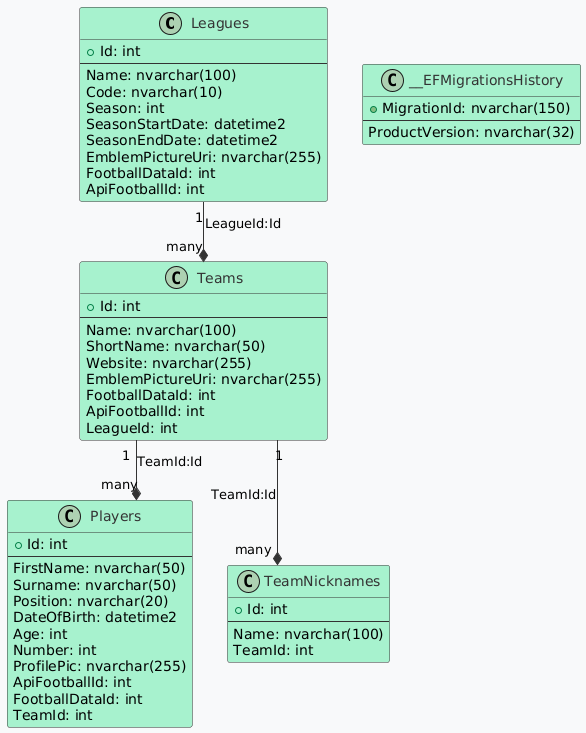 C Leagues
Id: int
Name: nvarchar(100)
Code: nvarchar(10)
Season: int
SeasonStartDate: datetime2
SeasonEndDate: datetime2
EmblemPictureUri: nvarchar(255)
FootballDataId: int
ApiFootballId: int
C __EFMigrationsHistory
MigrationId: nvarchar(150)
ProductVersion: nvarchar(32)
1
LeagueId:Id
many
C Teams
Id: int
Name: nvarchar(100)
ShortName: nvarchar(50)
Website: nvarchar(255)
EmblemPictureUri: nvarchar(255)
FootballDataId: int
ApiFootballId: int
LeagueId: int
1
TeamId:Id
many
1
TeamId:Id
many
C Players
Id: int
FirstName: nvarchar(50)
Surname: nvarchar(50)
Position: nvarchar(20)
DateOfBirth: datetime2
Age: int
Number: int
ProfilePic: nvarchar(255)
ApiFootballId: int
FootballDataId: int
TeamId: int
C TeamNicknames
Id: int
Name: nvarchar(100)
TeamId: int